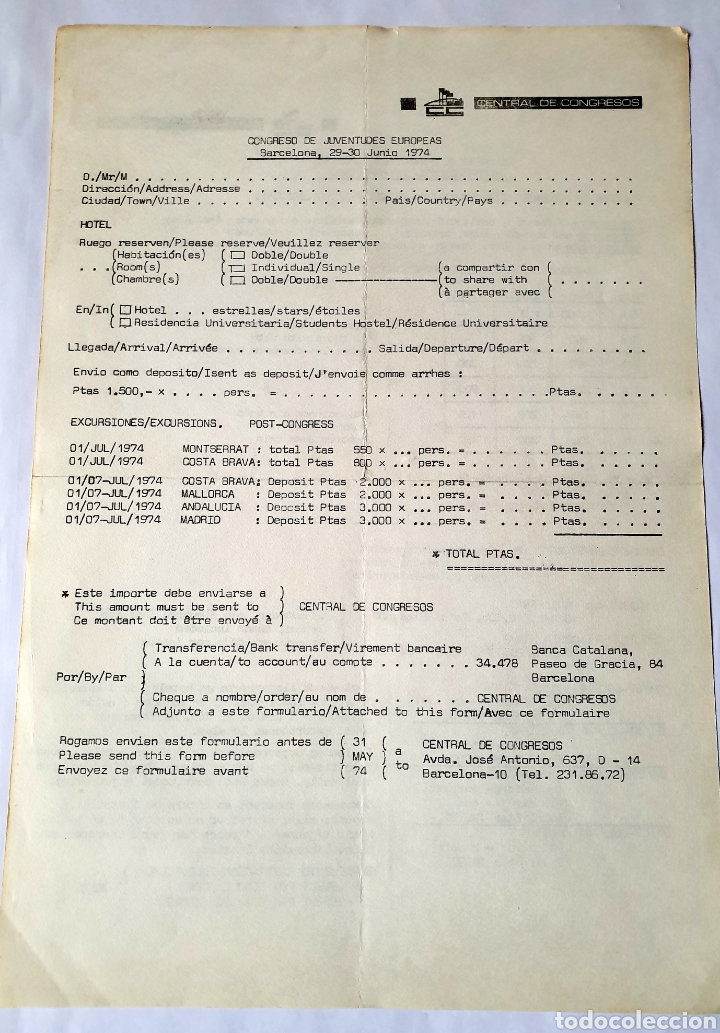 CC CENTRAL DE CONGRESOS
CONGRESO DE JUVENTUDES EUROPEAS
Barcelona, 29-30 Junio 1974
D./Mr/M . . . . . . . . . . . . . . . . . . . . . . . . . . . . . . . . . . . . . . .
Dirección/Address/Adresse . . . . . . . . . . . . . . . . . . . . . . . . . . . . . . .
Ciudad/Town/Ville . . . . . . . . . . . . . . Pais/Country/Pays . . . . . . . . . . .
HOTEL
Ruego reserven/Please reserve/Veuillez reserver
(Habitación(es) ( Doble/Double
. . .(Room(s) ( Individual/Single (a compartir con (
(Chambre(s) ( Doble/Double ——————— (to share with ( . . . . . . .
(à partager avec (
En/In( Hotel . . . estrellas/stars/étoiles
( Residencia Universitaria/Students Hostel/Résidence Universitaire
Llegada/Arrival/Arrivée . . . . . . . . . . . . Salida/Departure/Départ . . . . . . . . .
Envio como deposito/Isent as deposit/J'envoie comme arrhes :
Ptas 1.500,- x . . . . pers. = . . . . . . . . . . . . . . . . . . . . . .Ptas. . . . . . .
EXCURSIONES/EXCURSIONS. POST-CONGRESS
01/JUL/1974 MONTSERRAT : total Ptas 550 x ... pers. = . . . . . Ptas. . . . . .
01/JUL/1974 COSTA BRAVA: total Ptas 800 x ... pers. = . . . . . Ptas. . . . . .
01/07-JUL/1974 COSTA BRAVA: Deposit Ptas 2.000 x ... pers. = . . . . . Ptas. . . . . .
01/07-JUL/1974 MALLORCA : Deposit Ptas 2.000 x ... pers. = . . . . . Ptas. . . . . .
01/07-JUL/1974 ANDALUCIA : Deposit Ptas 3.000 x ... pers. = . . . . . Ptas. . . . . .
01/07-JUL/1974 MADRID : Deposit Ptas 3.000 x ... pers. = . . . . . Ptas. . . . . .
* TOTAL PTAS. . . . . . . .
* Este importe debe enviarse a )
This amount must be sent to ) CENTRAL DE CONGRESOS
Ce montant doit être envoyé à )
( Transferencia/Bank transfer/Virement bancaire Banca Catalana,
( A la cuenta/to account/au compte . . . . . . . 34.478 Paseo de Gracia, 84
Por/By/Par ) Barcelona
( Cheque a nombre/order/au nom de . . . . . . . CENTRAL DE CONGRESOS
( Adjunto a este formulario/Attached to this form/Avec ce formulaire
Rogamos envien este formulario antes de ( 31 ( a CENTRAL DE CONGRESOS
Please send this form before ) MAY ) to Avda. José Antonio, 637, D - 14
Envoyez ce formulaire avant ( 74 ( Barcelona-10 (Tel. 231.86.72)
todocoleccion